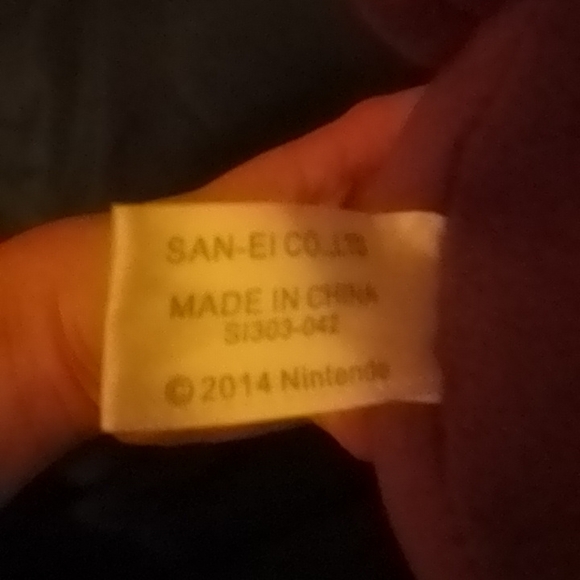 SAN-EI CO.,LTD
MADE IN CHINA
SI303-042
© 2014 Nintendo